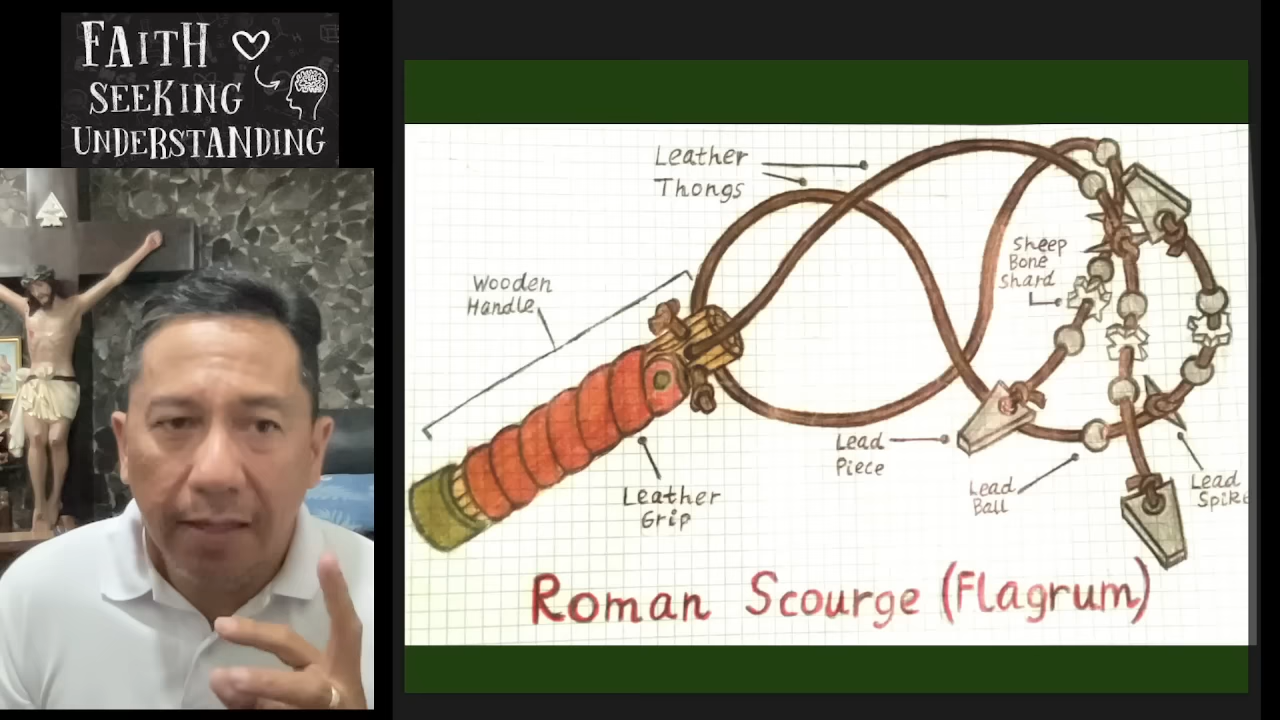 FAITH
SEEKING
UNDERSTANDING
Leather
Thongs
Sheep
Bone
Shard
Wooden
Handle
Lead
Piece
Lead
Ball
Lead
Spike
Leather
Grip
Roman Scourge (Flagrum)